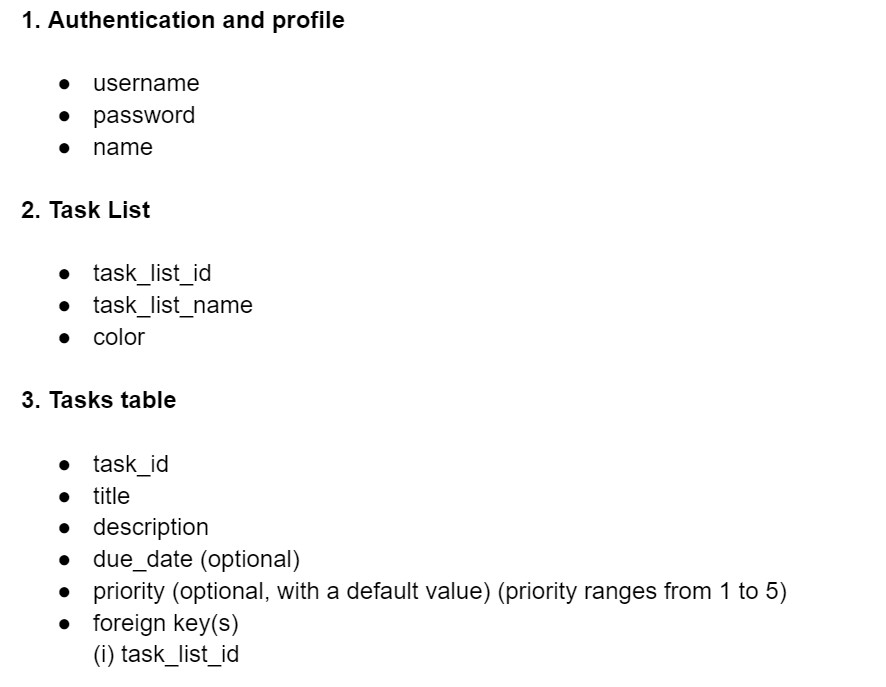 1. Authentication and profile
● username
● password
● name
2. Task List
● task_list_id
● task_list_name
● color
3. Tasks table
● task_id
● title
● description
● due_date (optional)
● priority (optional, with a default value) (priority ranges from 1 to 5)
● foreign key(s)
(i) task_list_id